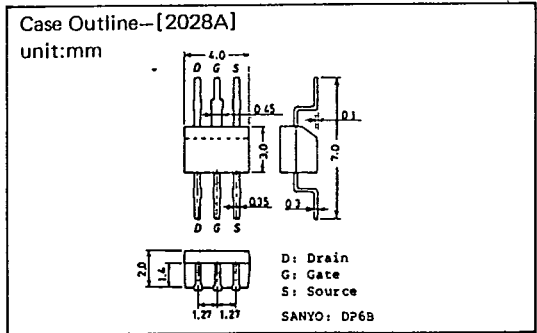 Case Outline–[2028A]
unit:mm
4.0
D G S
0.45
3.0
0.1
7.0
0.35
0.3
D G S
2.0
1.4
1.27 1.27
D: Drain
G: Gate
S: Source
SANYO: DP6B